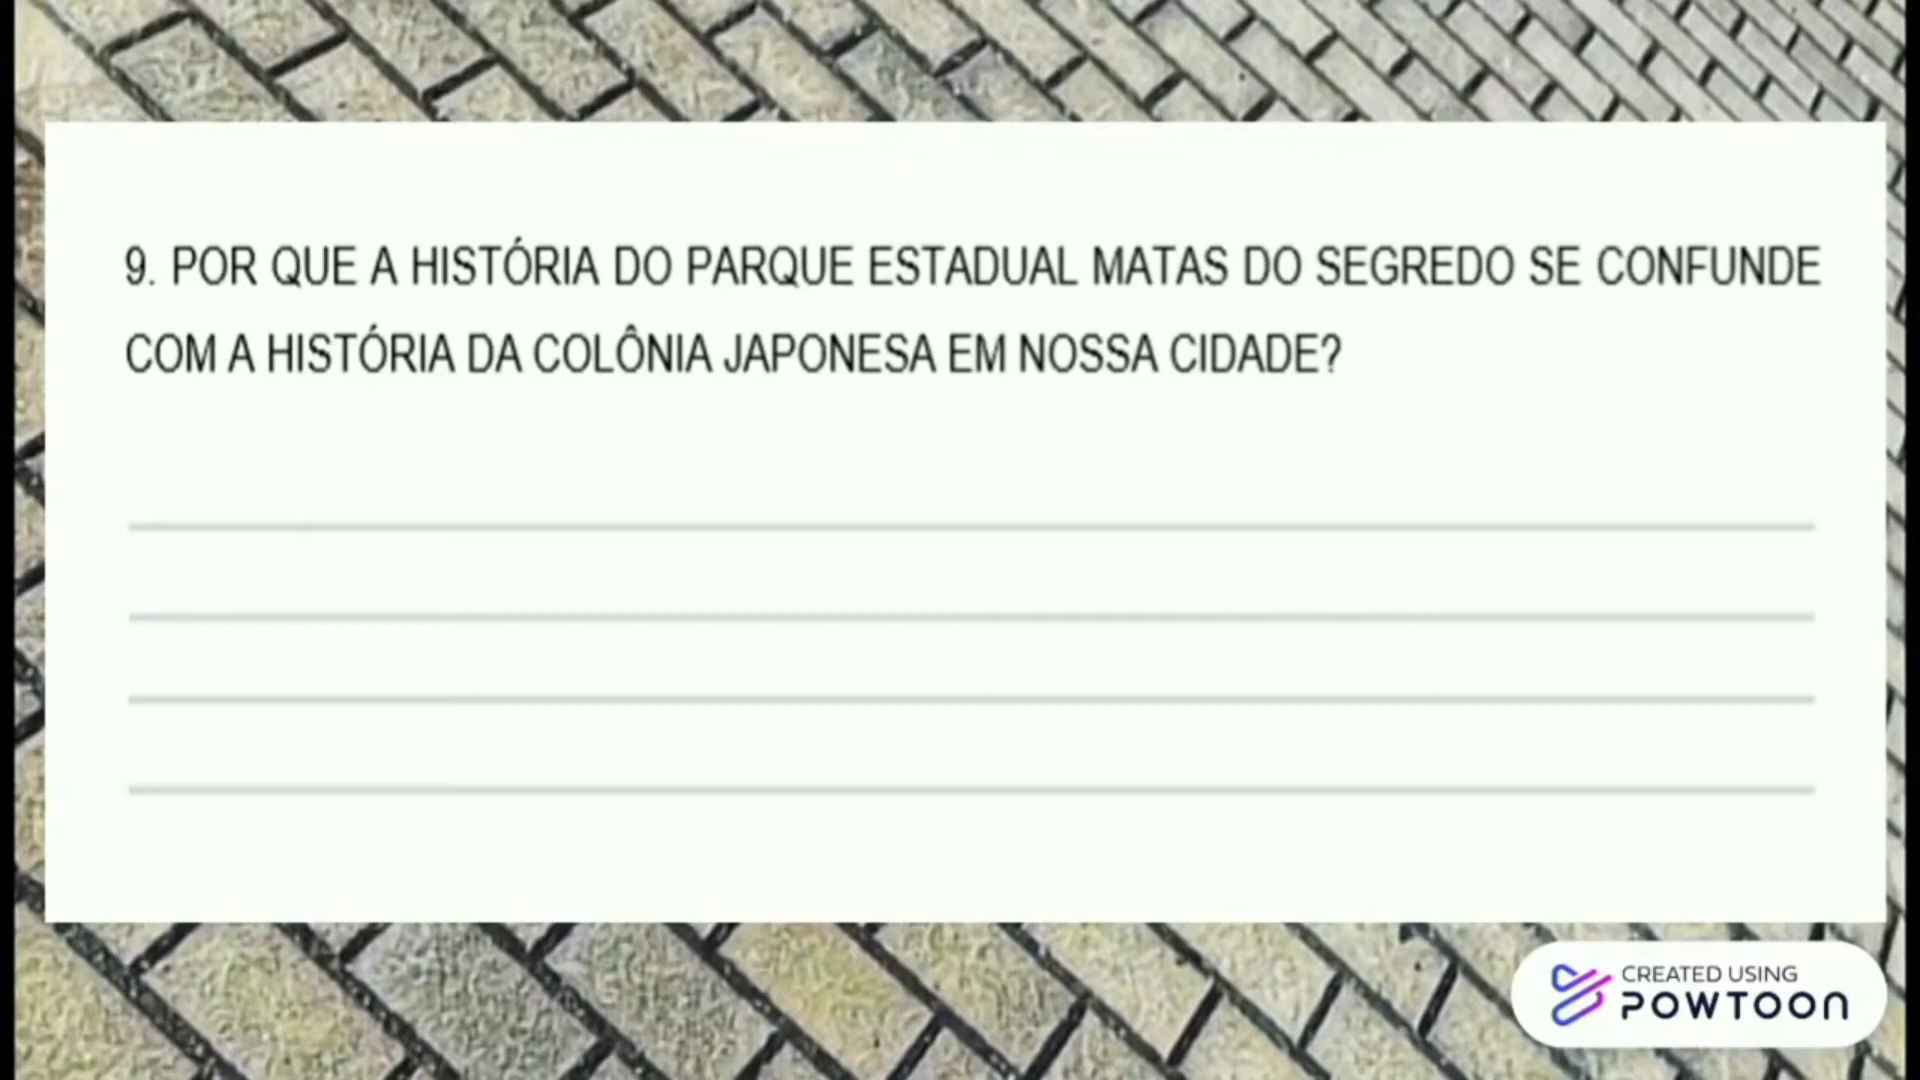 9. POR QUE A HISTÓRIA DO PARQUE ESTADUAL MATAS DO SEGREDO SE CONFUNDE
COM A HISTÓRIA DA COLÔNIA JAPONESA EM NOSSA CIDADE?
CREATED USING
POWTOON